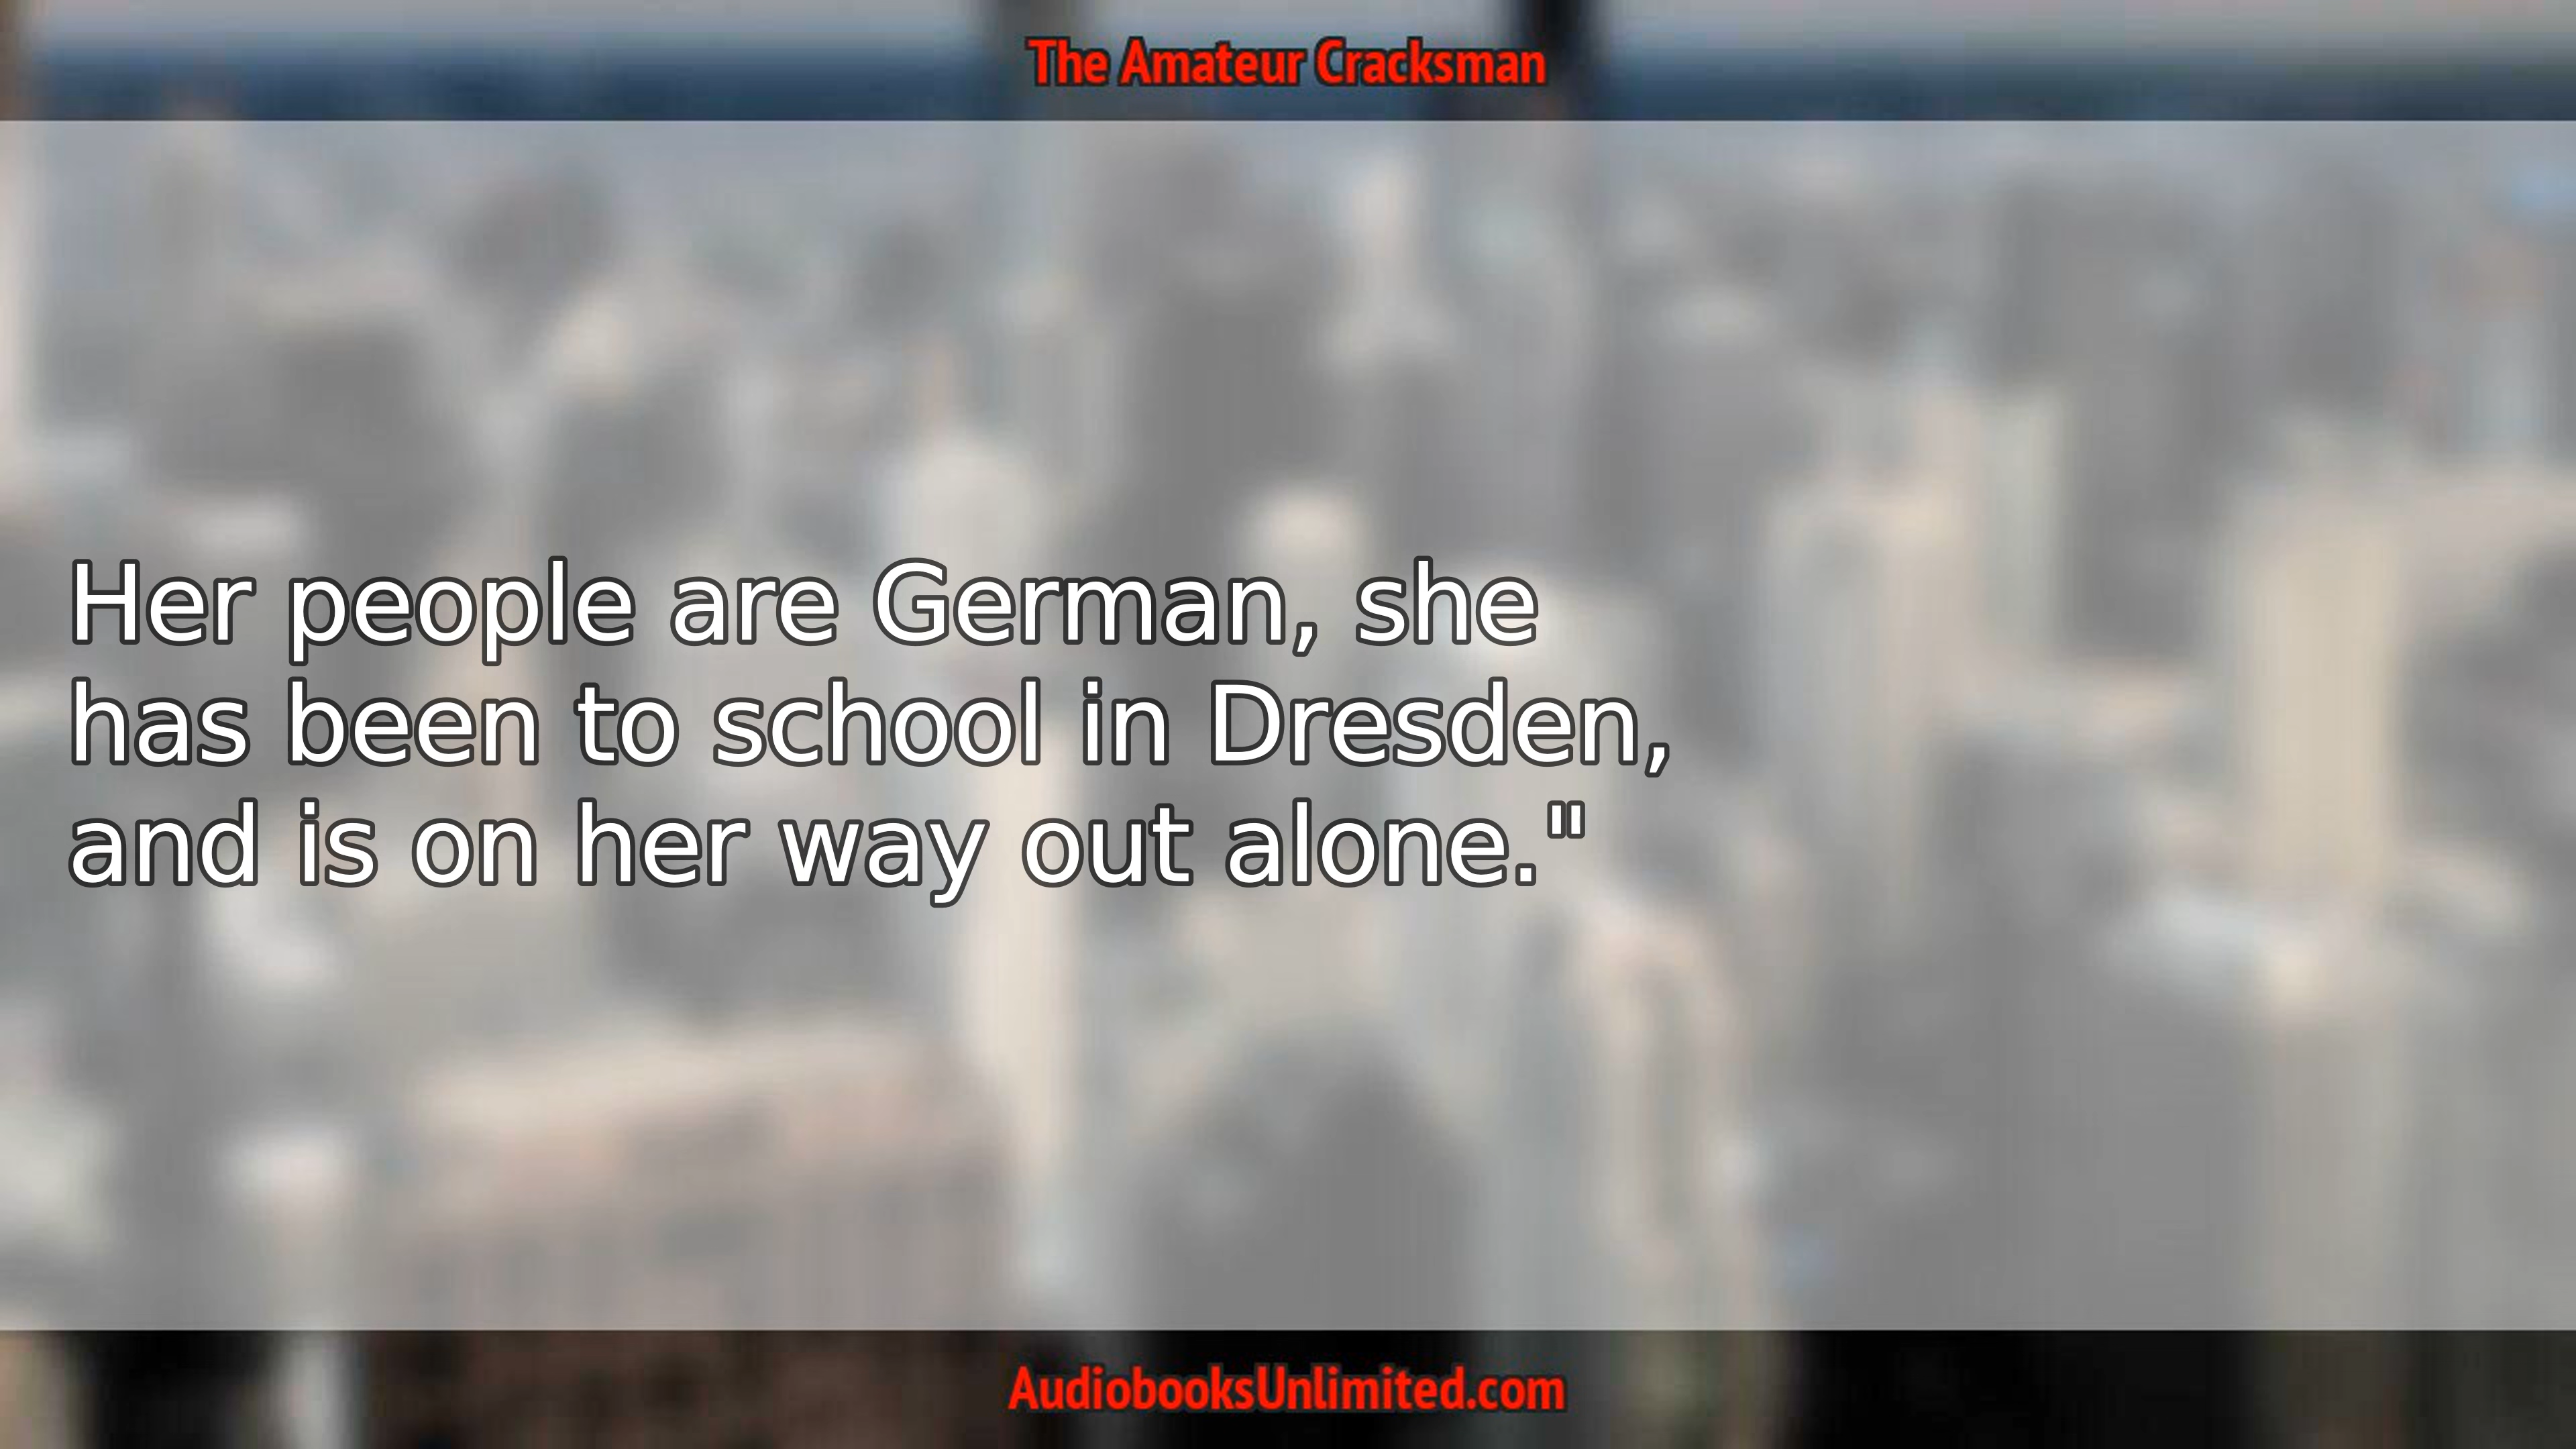 The Amateur Cracksman
Her people are German, she
has been to school in Dresden,
and is on her way out alone."
AudiobooksUnlimited.com